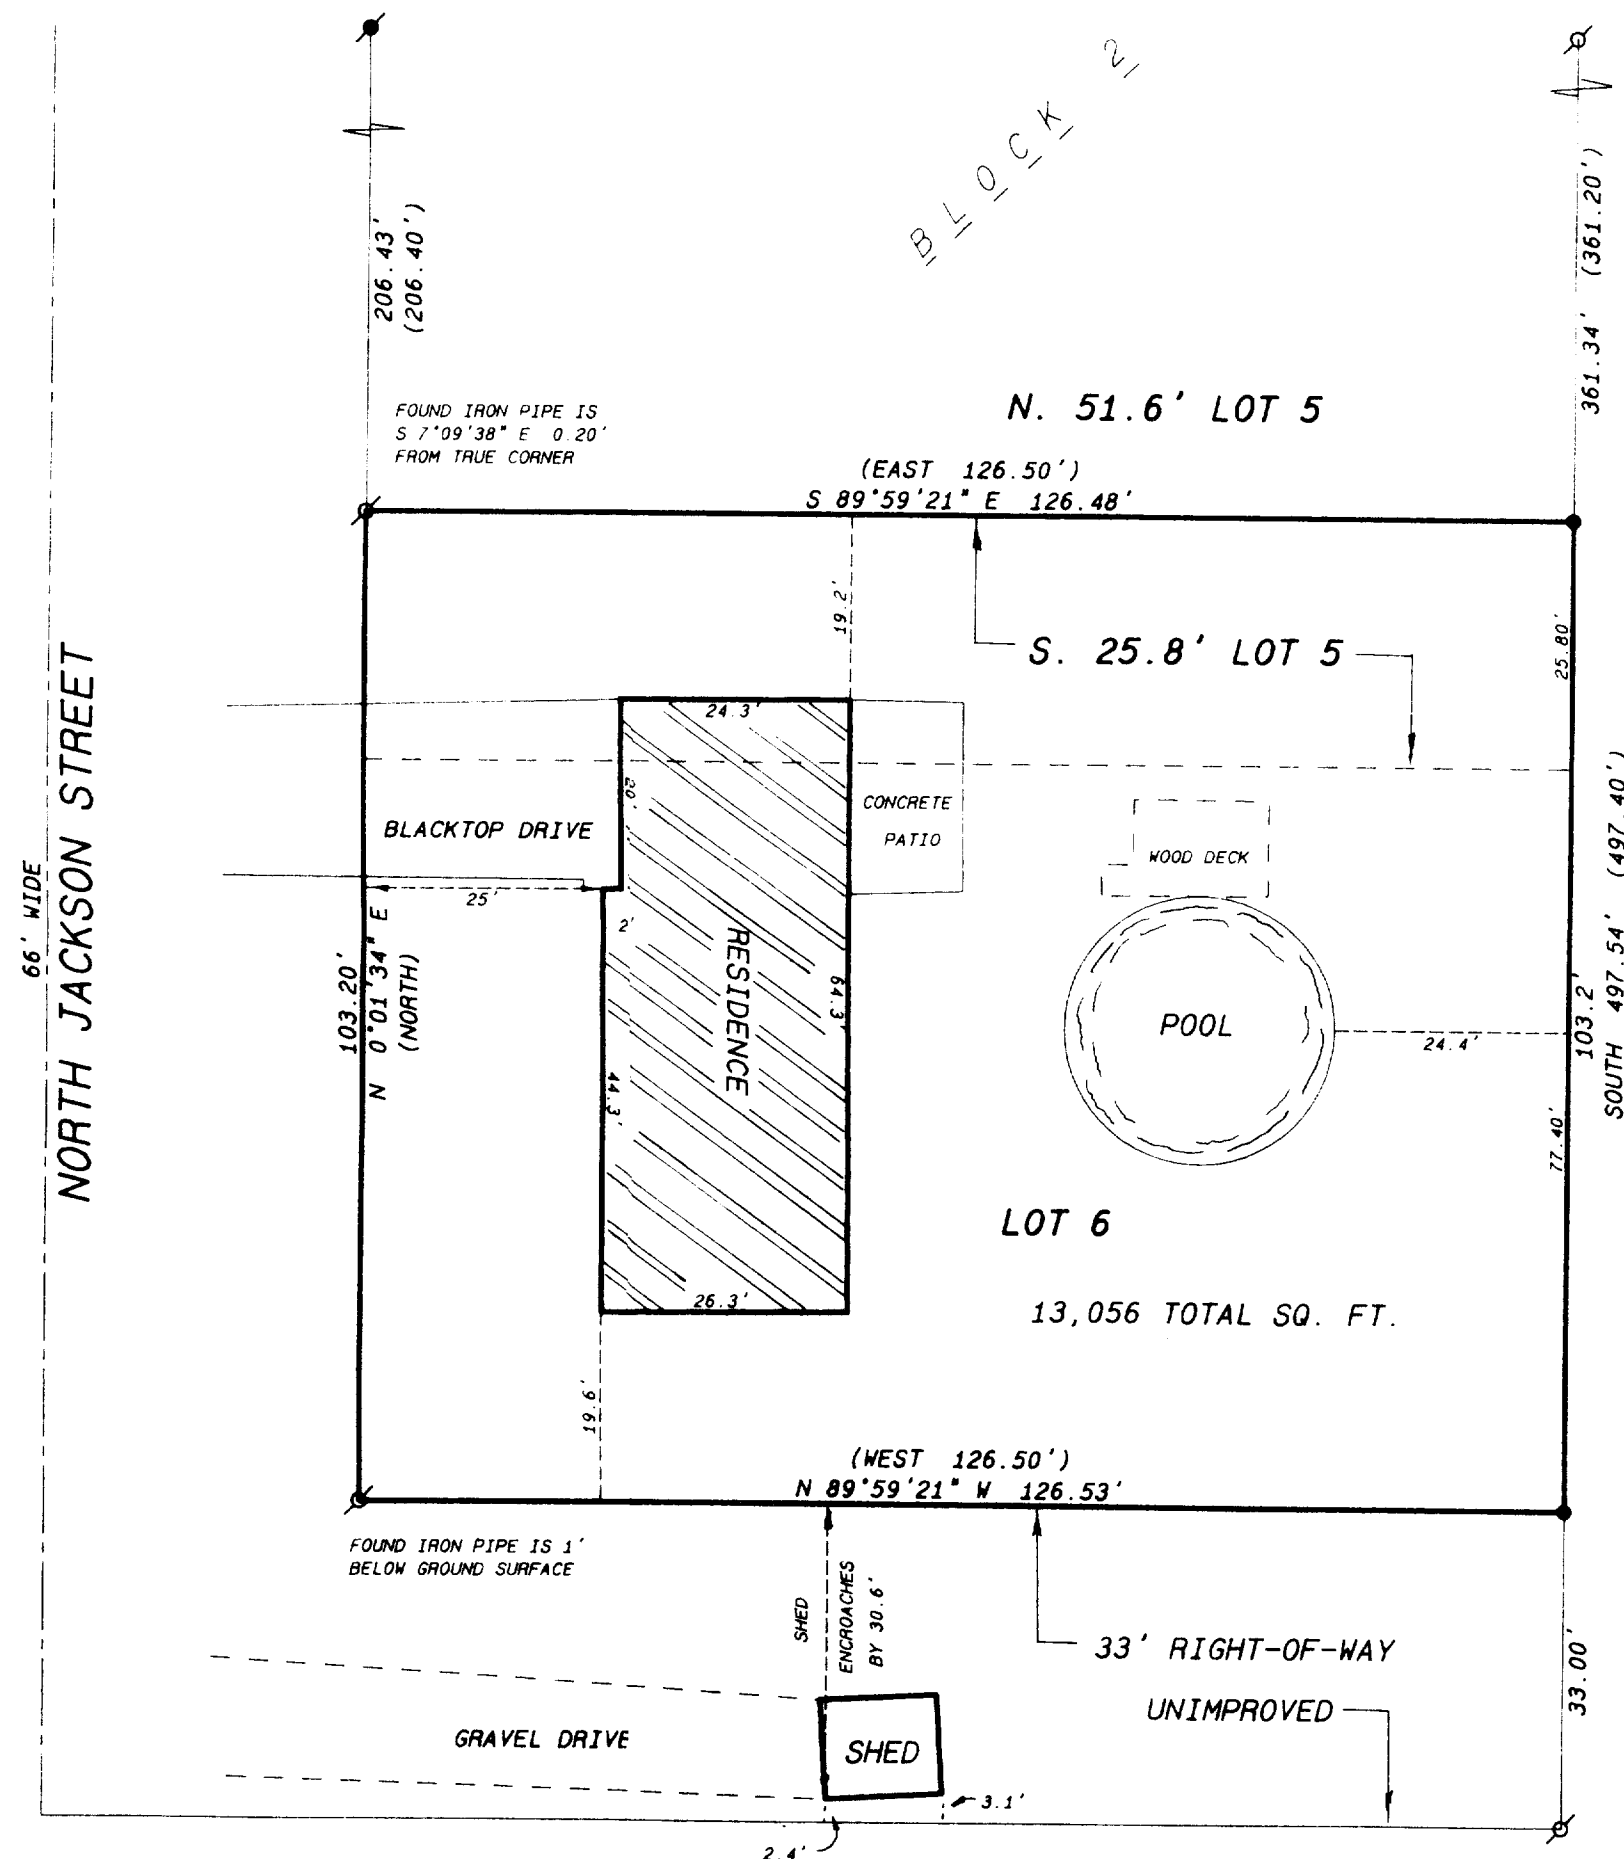 BLOCK 2
206.43'
(206.40')
361.34' (361.20')
N. 51.6' LOT 5
FOUND IRON PIPE IS
S 7°09'38" E 0.20'
FROM TRUE CORNER
(EAST 126.50')
S 89°59'21" E 126.48'
19.2'
S. 25.8' LOT 5
25.80'
66' WIDE
NORTH JACKSON STREET
24.3'
20'
CONCRETE
PATIO
BLACKTOP DRIVE
WOOD DECK
25'
2'
103.20'
N 0°01'34" E
(NORTH)
RESIDENCE
64.3'
44.3'
POOL
24.4'
103.2'
SOUTH 497.54' (497.40')
77.40'
LOT 6
26.3'
13,056 TOTAL SQ. FT.
19.6'
(WEST 126.50')
N 89°59'21" W 126.53'
FOUND IRON PIPE IS 1'
BELOW GROUND SURFACE
SHED
ENCROACHES
BY 30.6'
33' RIGHT-OF-WAY
UNIMPROVED
33.00'
GRAVEL DRIVE
SHED
3.1'
2.4'